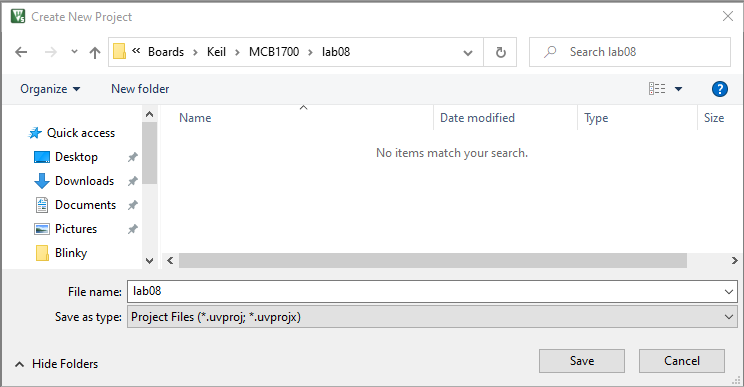 Create New Project
« Boards > Keil > MCB1700 > lab08
Search lab08
Organize
New folder
Name
Date modified
Type
Size
Quick access
No items match your search.
Desktop
Downloads
Documents
Pictures
Blinky
File name: lab08
Save as type: Project Files (*.uvproj; *.uvprojx)
Hide Folders
Save
Cancel